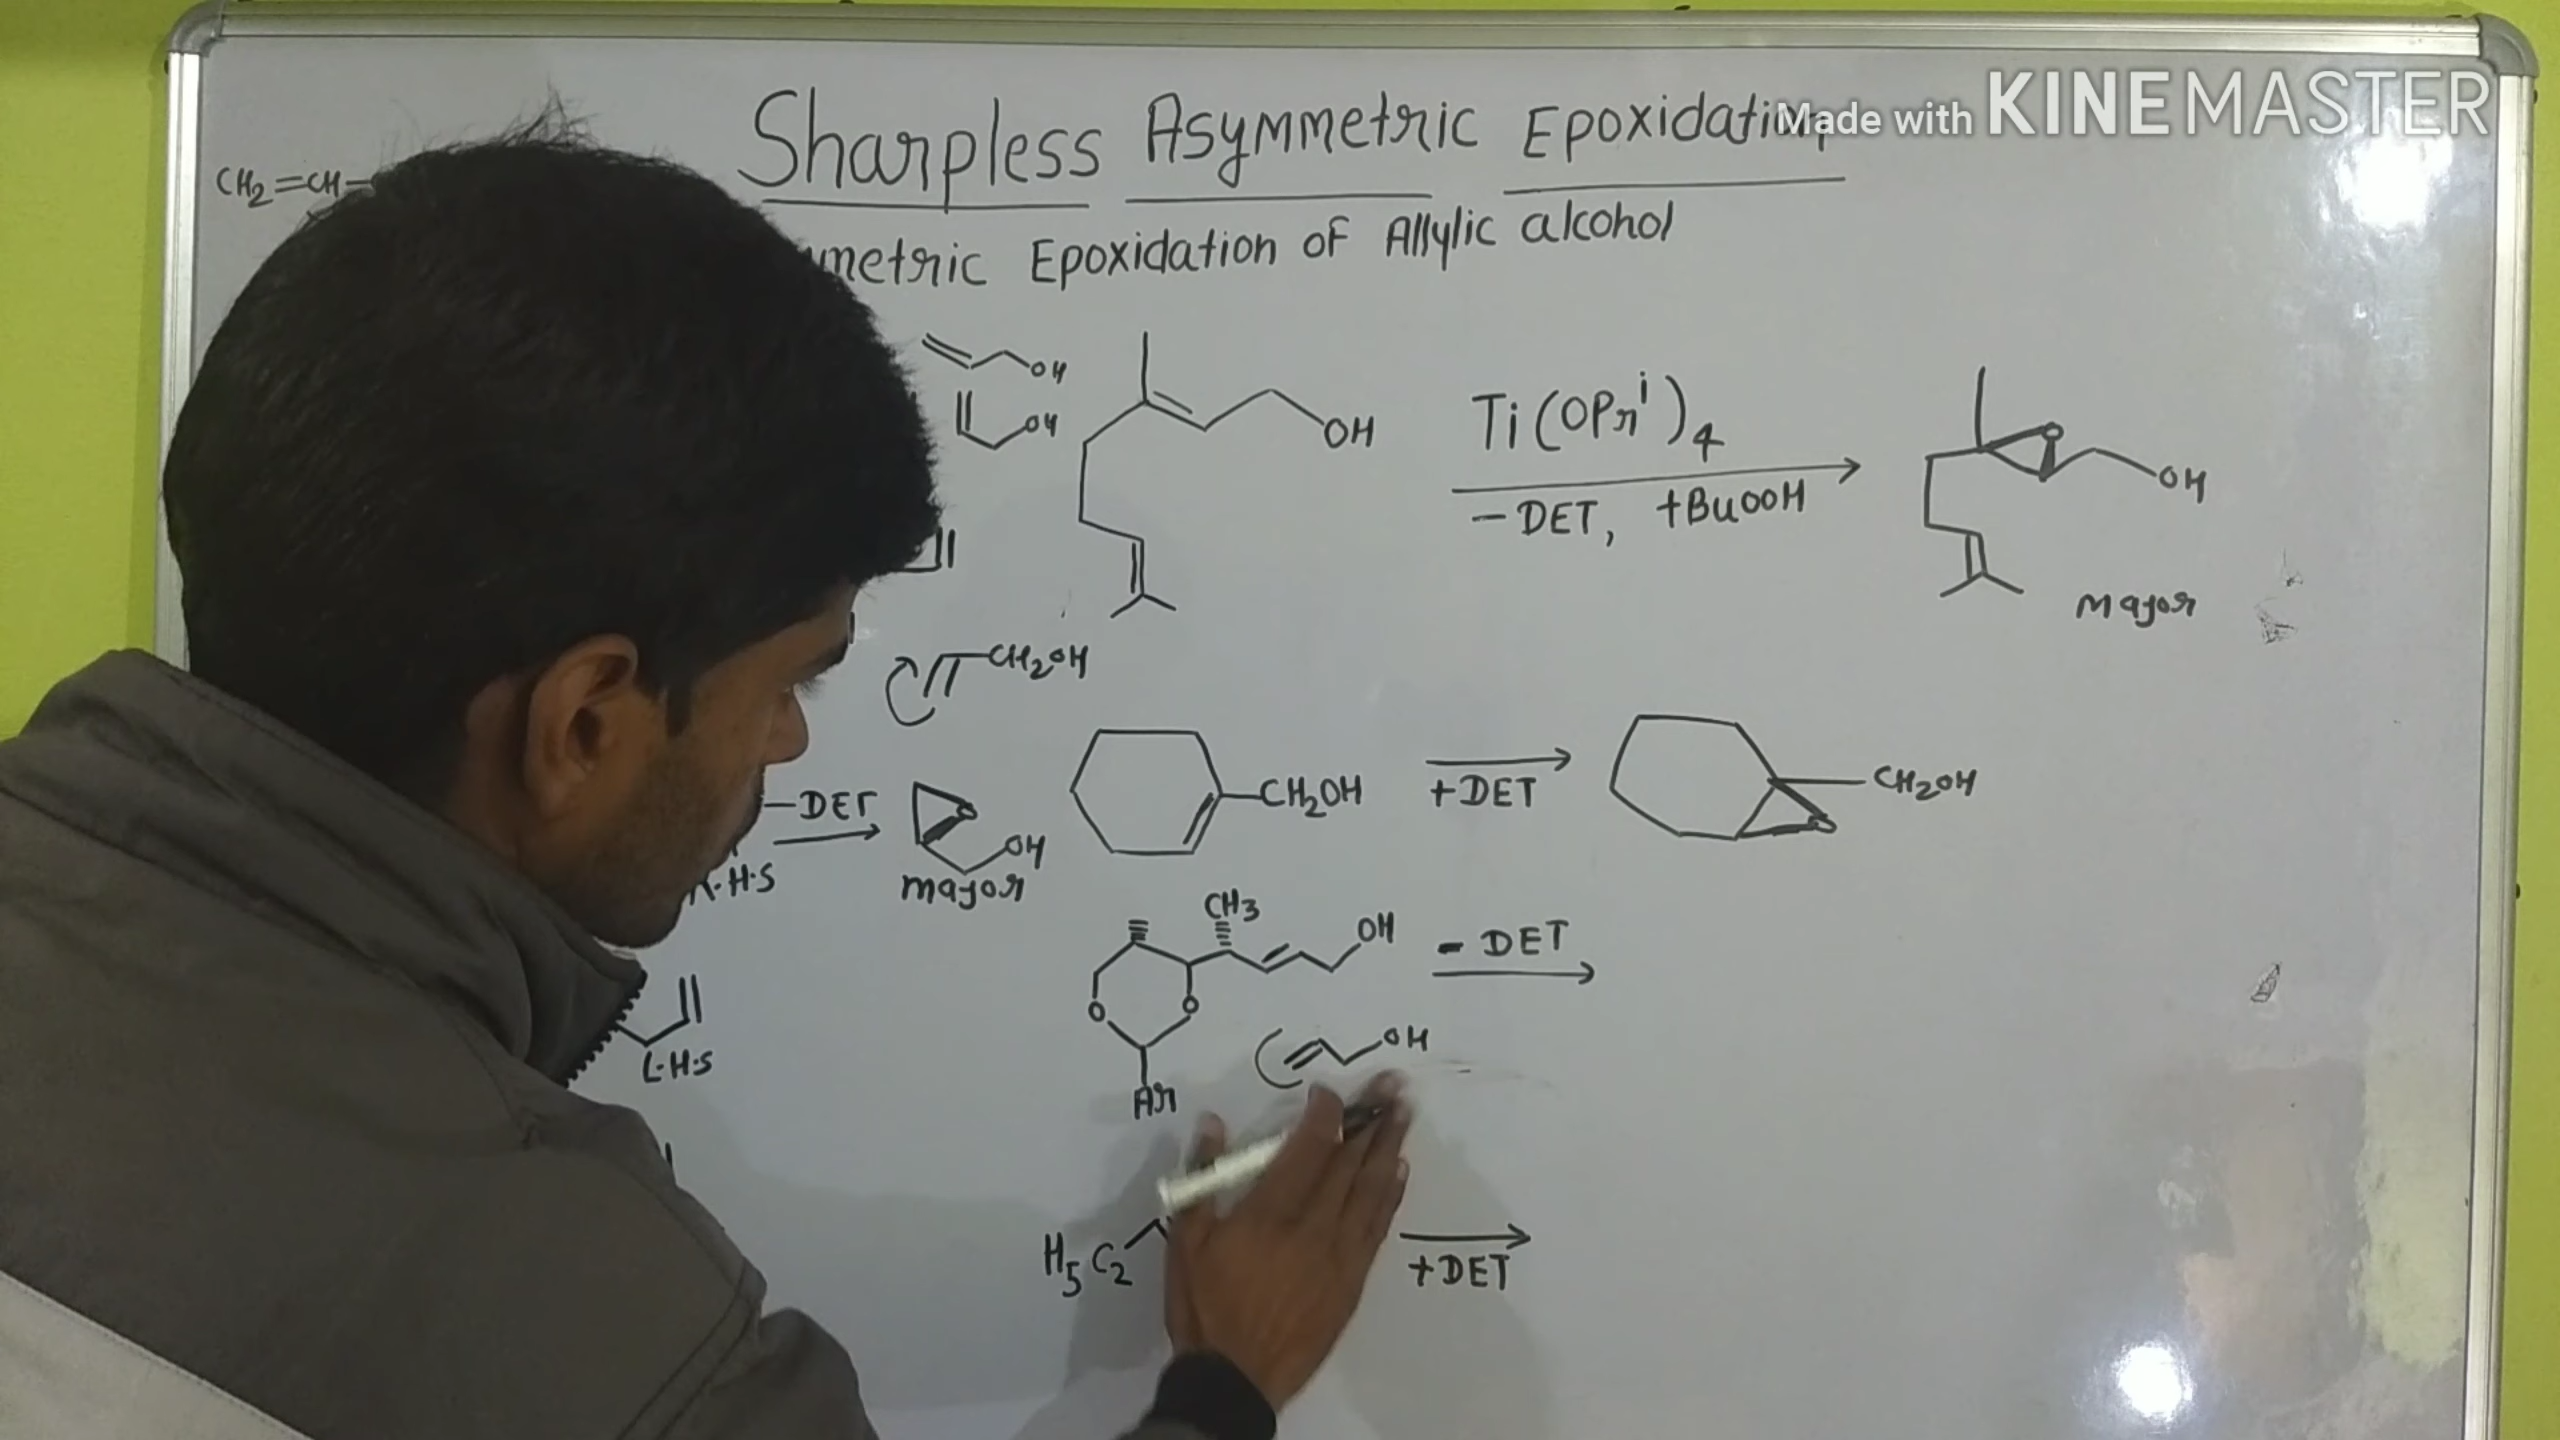 Made with KINEMASTER
Sharpless Asymmetric Epoxidation
CH2=CH-
metric Epoxidation of Allylic alcohol
OH
OH
OH
Ti(OPri)4
-DET, +BuOOH
OH
Major
CH2OH
-DET
OH
major
R.H.S
CH2OH
+DET
CH2OH
CH3
OH
O
O
Ar
- DET
OH
L.H.S
H5C2
+DET